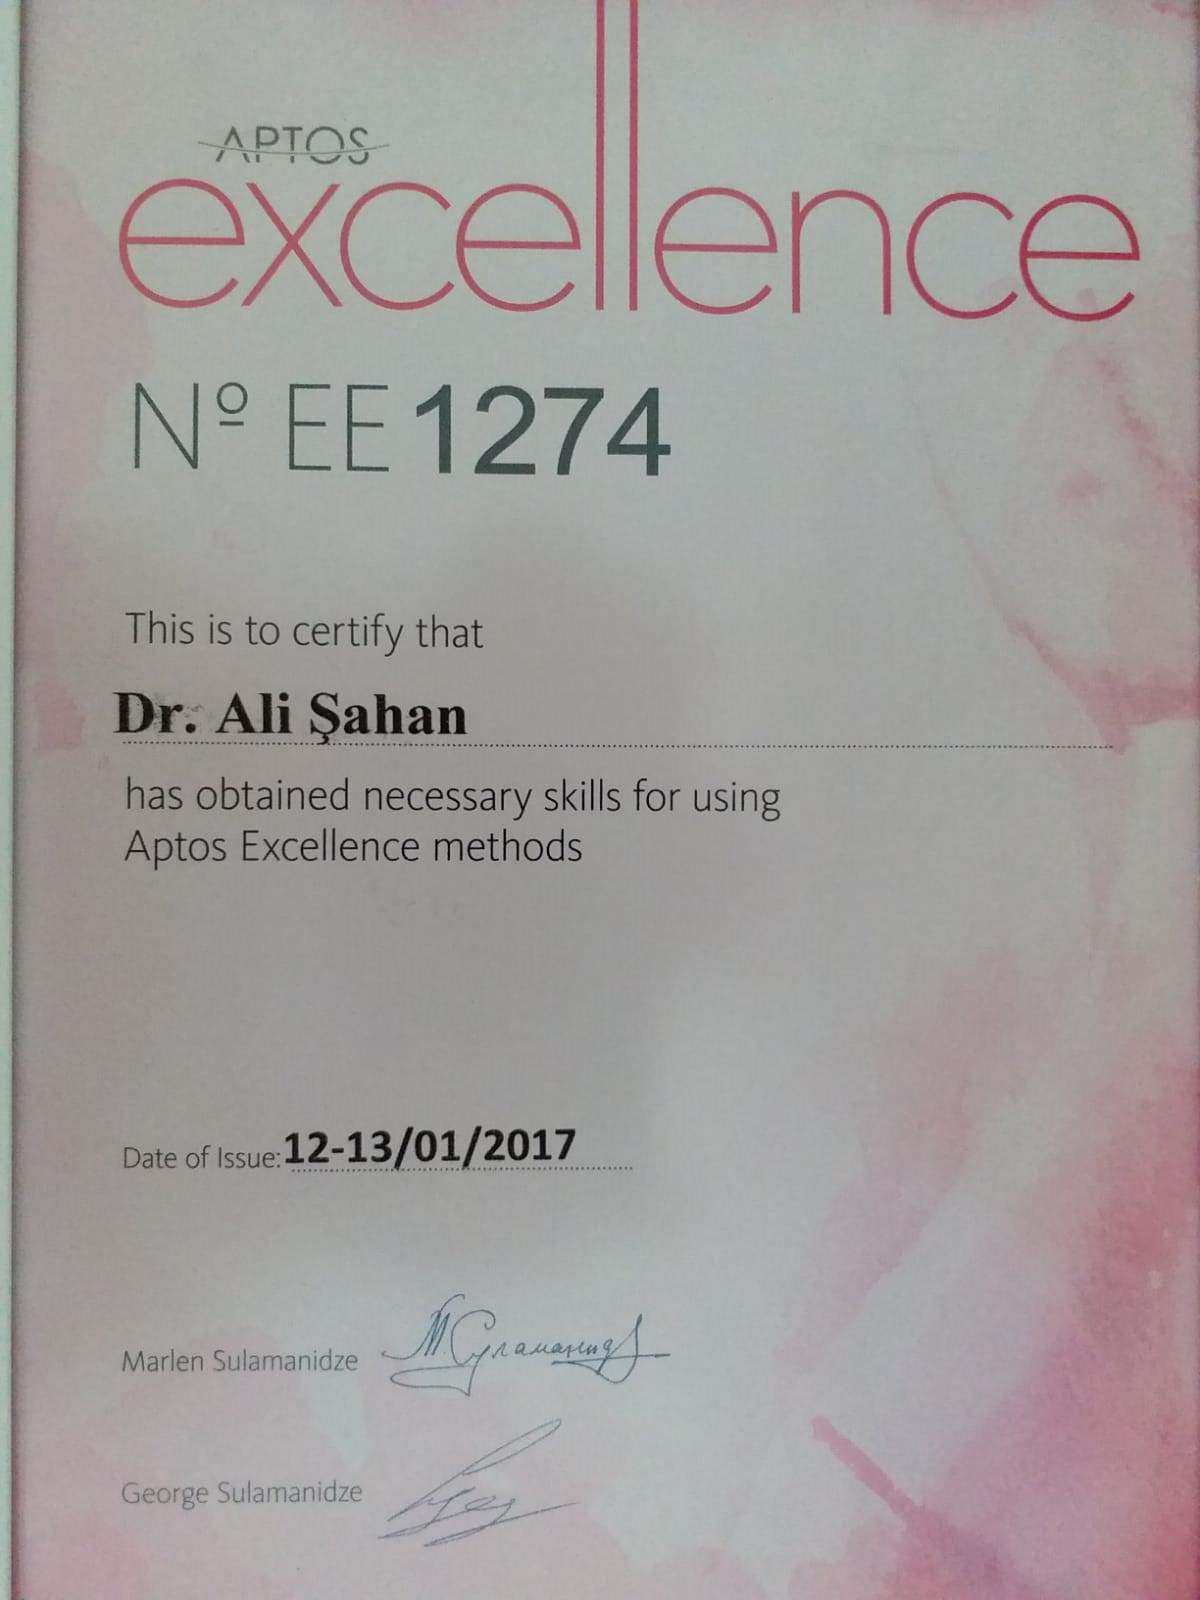 APTOS
excellence
Nº EE 1274
This is to certify that
Dr. Ali Şahan
has obtained necessary skills for using
Aptos Excellence methods
Date of Issue: 12-13/01/2017
Marlen Sulamanidze М.Суламанидзе
George Sulamanidze